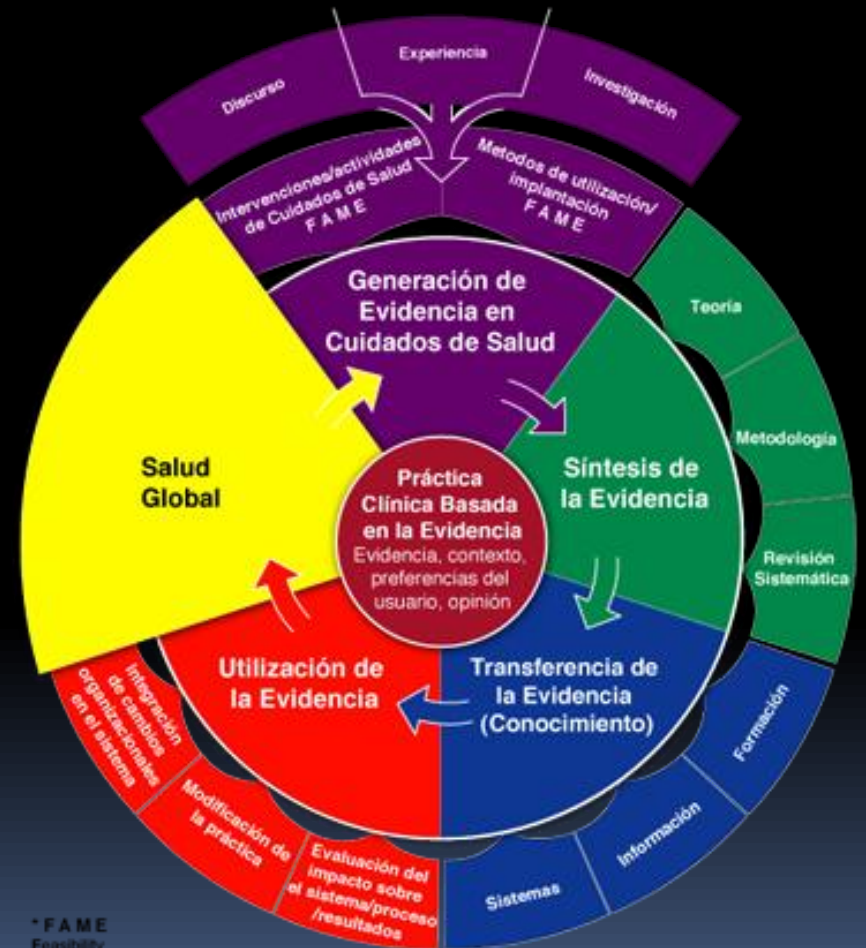 Discurso
Experiencia
Investigación
Intervenciones/actividades
de Cuidados de Salud
F A M E
Metodos de utilización/
implantación
F A M E
Generación de
Evidencia en
Cuidados de Salud
Teoría
Metodología
Revisión
Sistemática
Síntesis de
la Evidencia
Salud
Global
Práctica
Clínica Basada
en la Evidencia
Evidencia, contexto,
preferencias del
usuario, opinión
Utilización de
la Evidencia
Transferencia de
la Evidencia
(Conocimiento)
Formación
Información
Sistemas
Evaluación del
impacto sobre
el sistema/proceso
/resultados
Modificación de
la práctica
integración
de cambios
organizacionales
en el sistema
* F A M E
Feasibility